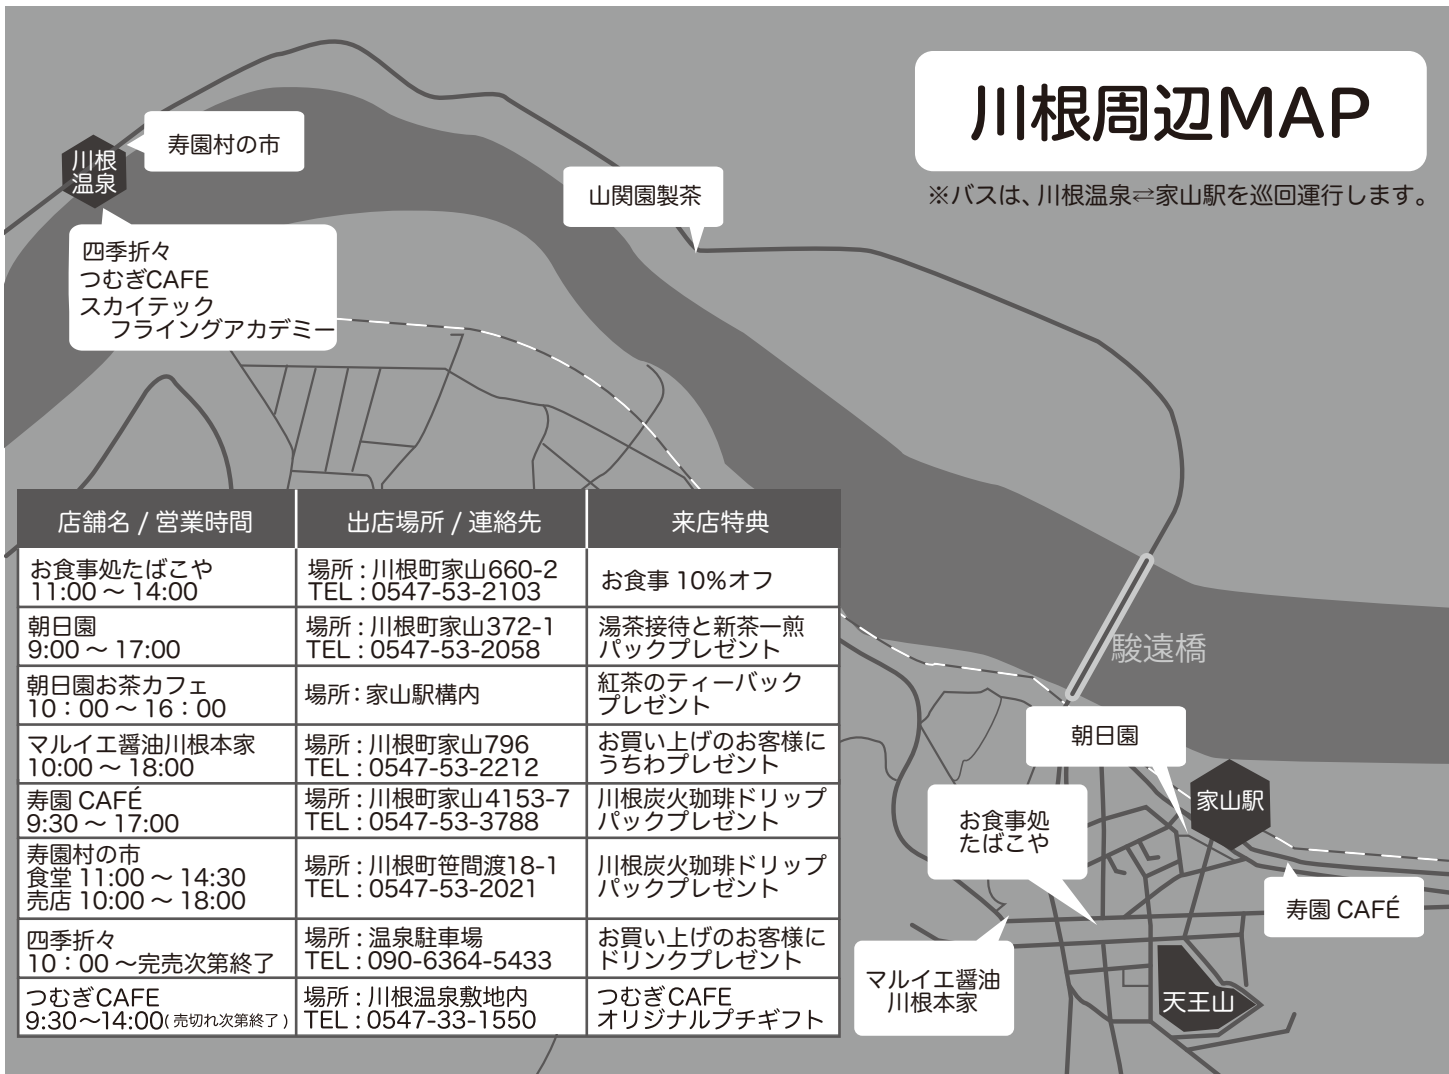 川根周辺MAP
※バスは、川根温泉⇄家山駅を巡回運行します。
寿園村の市
川根
温泉
山関園製茶
四季折々
つむぎCAFE
スカイテック
フライングアカデミー
駿遠橋
朝日園
家山駅
お食事処
たばこや
寿園 CAFÉ
マルイエ醤油
川根本家
天王山
店舗名 / 営業時間
出店場所 / 連絡先
来店特典
お食事処たばこや
11:00 〜 14:00
場所 : 川根町家山660-2
TEL : 0547-53-2103
お食事 10%オフ
朝日園
9:00 〜 17:00
場所 : 川根町家山372-1
TEL : 0547-53-2058
湯茶接待と新茶一煎
パックプレゼント
朝日園お茶カフェ
10：00 〜 16：00
場所 : 家山駅構内
紅茶のティーバック
プレゼント
マルイエ醤油川根本家
10:00 〜 18:00
場所 : 川根町家山796
TEL : 0547-53-2212
お買い上げのお客様に
うちわプレゼント
寿園 CAFÉ
9:30 〜 17:00
場所 : 川根町家山4153-7
TEL : 0547-53-3788
川根炭火珈琲ドリップ
パックプレゼント
寿園村の市
食堂 11:00 〜 14:30
売店 10:00 〜 18:00
場所 : 川根町笹間渡18-1
TEL : 0547-53-2021
川根炭火珈琲ドリップ
パックプレゼント
四季折々
10：00 〜完売次第終了
場所 : 温泉駐車場
TEL : 090-6364-5433
お買い上げのお客様に
ドリンクプレゼント
つむぎCAFE
9:30〜14:00( 売切れ次第終了 )
場所 : 川根温泉敷地内
TEL : 0547-33-1550
つむぎCAFE
オリジナルプチギフト